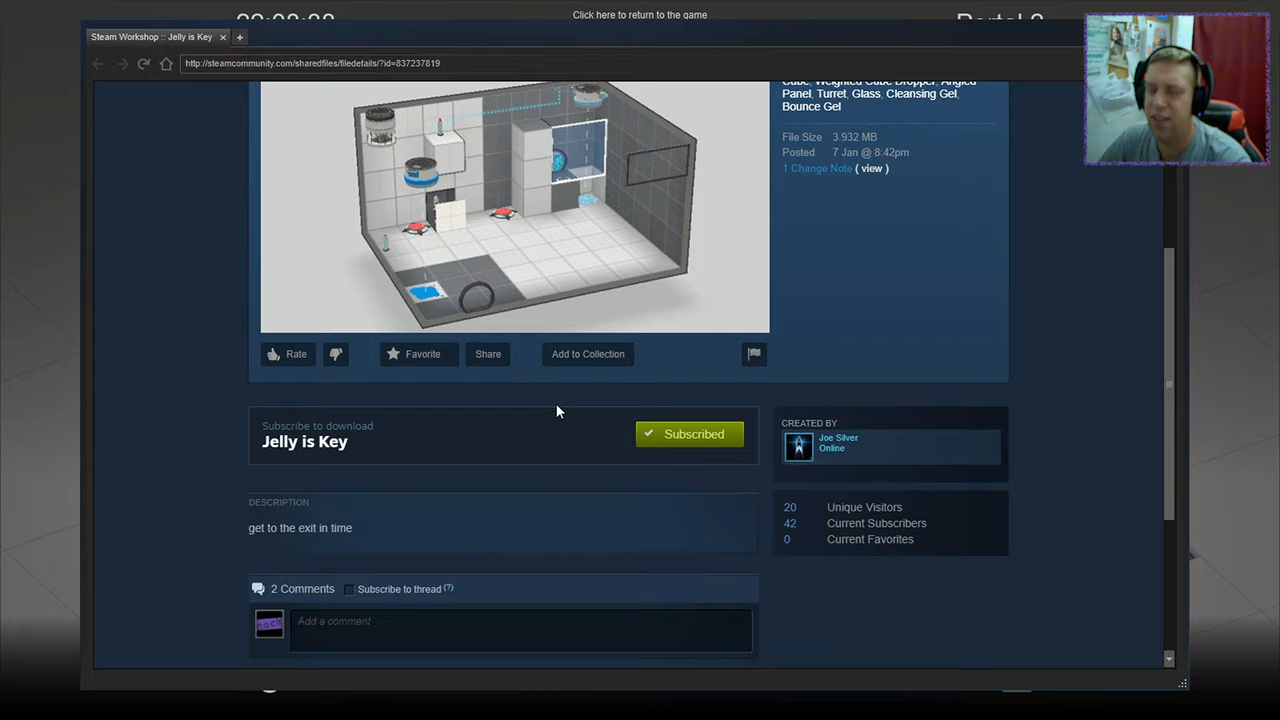 Click here to return to the game
Portal 2
Steam Workshop :: Jelly is Key
http://steamcommunity.com/sharedfiles/filedetails/?id=837237819
Cube, Weighted Cube Dropper, Angled
Panel, Turret, Glass, Cleansing Gel,
Bounce Gel
File Size 3.932 MB
Posted 7 Jan @ 8:42pm
1 Change Note ( view )
Rate
Favorite
Share
Add to Collection
Subscribe to download
Jelly is Key
Subscribed
CREATED BY
Joe Silver
Online
DESCRIPTION
get to the exit in time
20 Unique Visitors
42 Current Subscribers
0 Current Favorites
2 Comments Subscribe to thread (?)
Add a comment